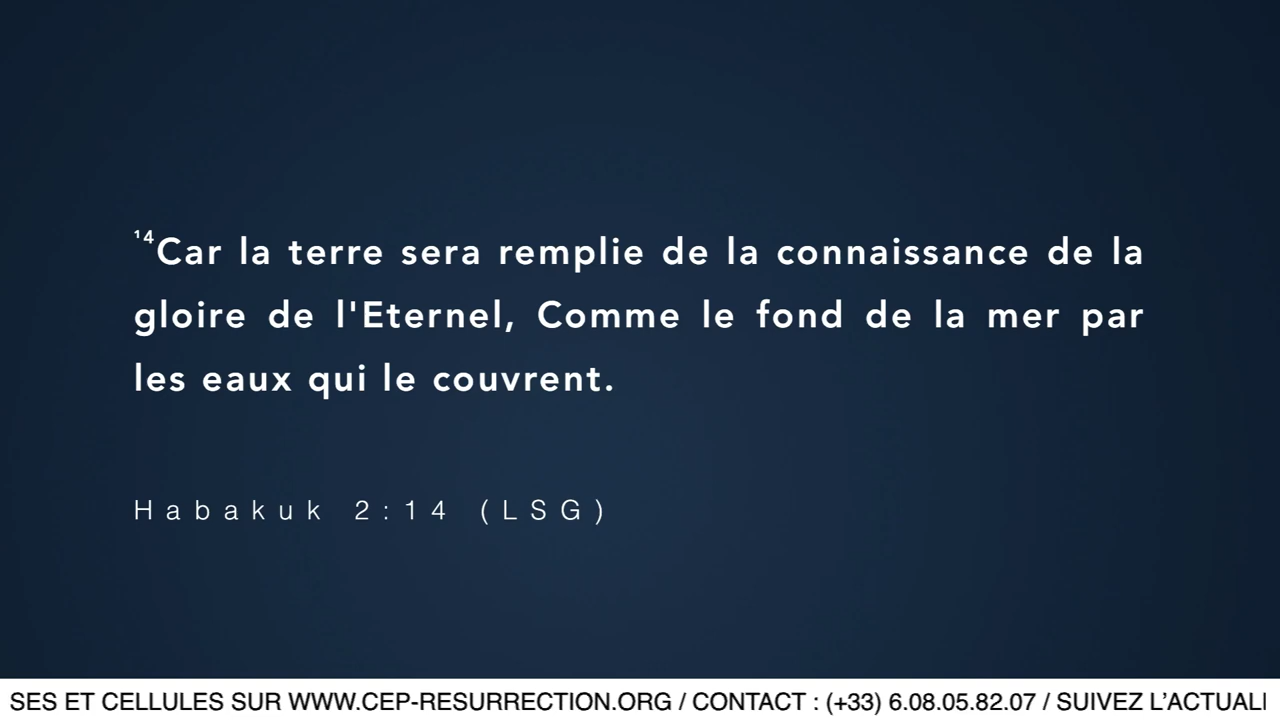 ¹⁴Car la terre sera remplie de la connaissance de la
gloire de l'Eternel, Comme le fond de la mer par
les eaux qui le couvrent.
Habakuk 2:14 (LSG)
SES ET CELLULES SUR WWW.CEP-RESURRECTION.ORG / CONTACT : (+33) 6.08.05.82.07 / SUIVEZ L’ACTUALI